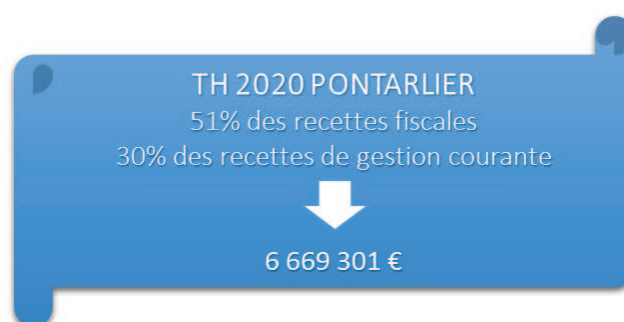 TH 2020 PONTARLIER
51% des recettes fiscales
30% des recettes de gestion courante
6 669 301 €